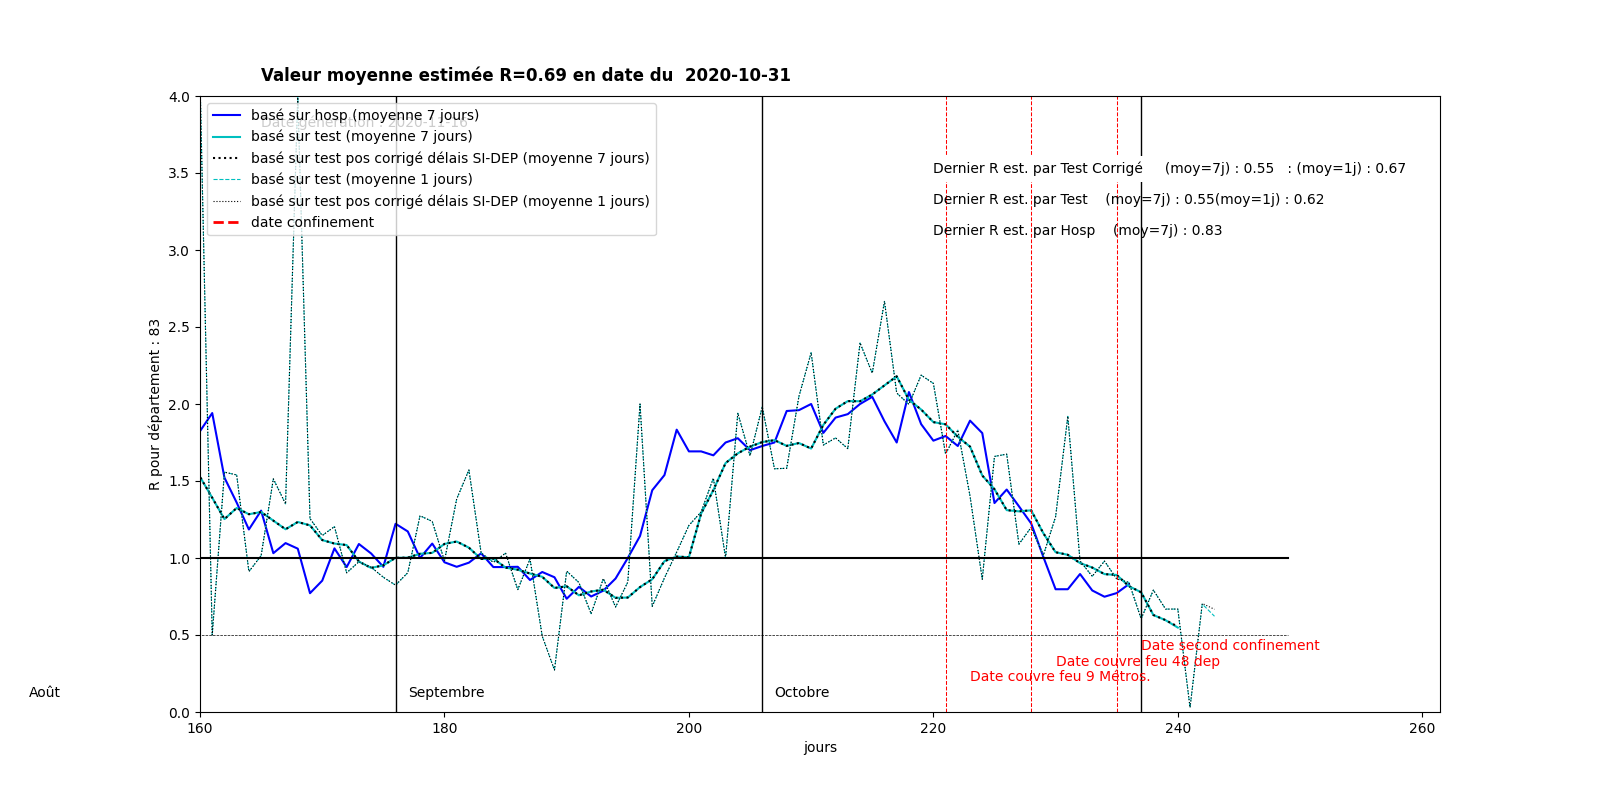 Valeur moyenne estimée R=0.69 en date du  2020-10-31
4.0
3.5
3.0
2.5
2.0
1.5
1.0
0.5
0.0
R pour département : 83
basé sur hosp (moyenne 7 jours)
basé sur test (moyenne 7 jours)
basé sur test pos corrigé délais SI-DEP (moyenne 7 jours)
basé sur test (moyenne 1 jours)
basé sur test pos corrigé délais SI-DEP (moyenne 1 jours)
date confinement
Dernier R est. par Test Corrigé     (moy=7j) : 0.55   : (moy=1j) : 0.67
Dernier R est. par Test    (moy=7j) : 0.55(moy=1j) : 0.62
Dernier R est. par Hosp    (moy=7j) : 0.83
Date second confinement
Date couvre feu 48 dep
Date couvre feu 9 Métros.
Août
Septembre
Octobre
160
180
200
220
240
260
jours